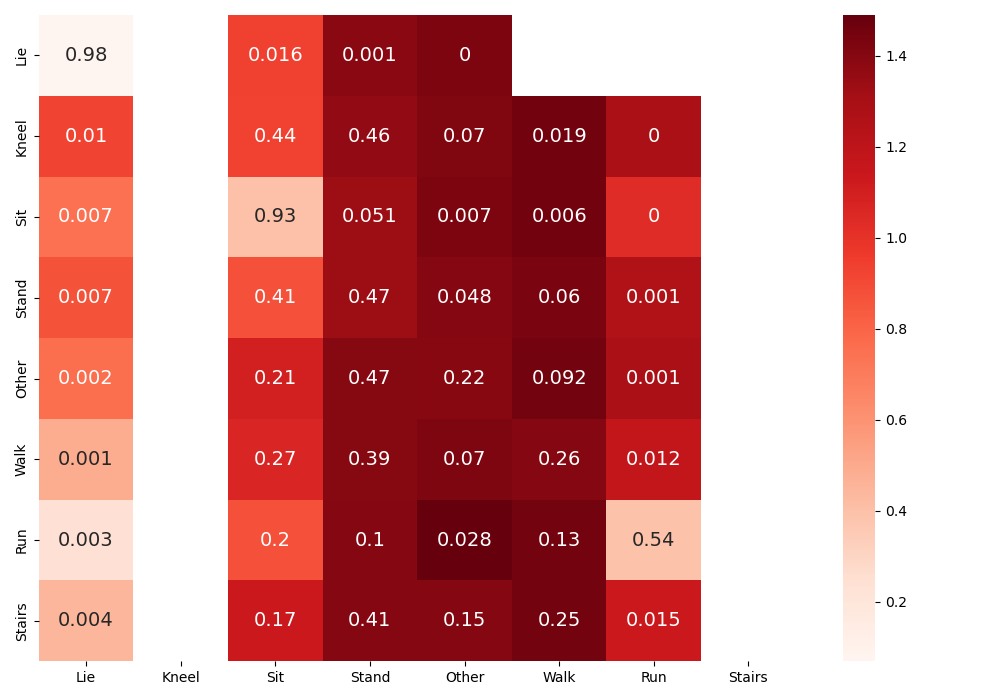 Lie 0.98 0.016 0.001 0
Kneel 0.01 0.44 0.46 0.07 0.019 0
Sit 0.007 0.93 0.051 0.007 0.006 0
Stand 0.007 0.41 0.47 0.048 0.06 0.001
Other 0.002 0.21 0.47 0.22 0.092 0.001
Walk 0.001 0.27 0.39 0.07 0.26 0.012
Run 0.003 0.2 0.1 0.028 0.13 0.54
Stairs 0.004 0.17 0.41 0.15 0.25 0.015
Lie Kneel Sit Stand Other Walk Run Stairs
1.4
1.2
1.0
0.8
0.6
0.4
0.2